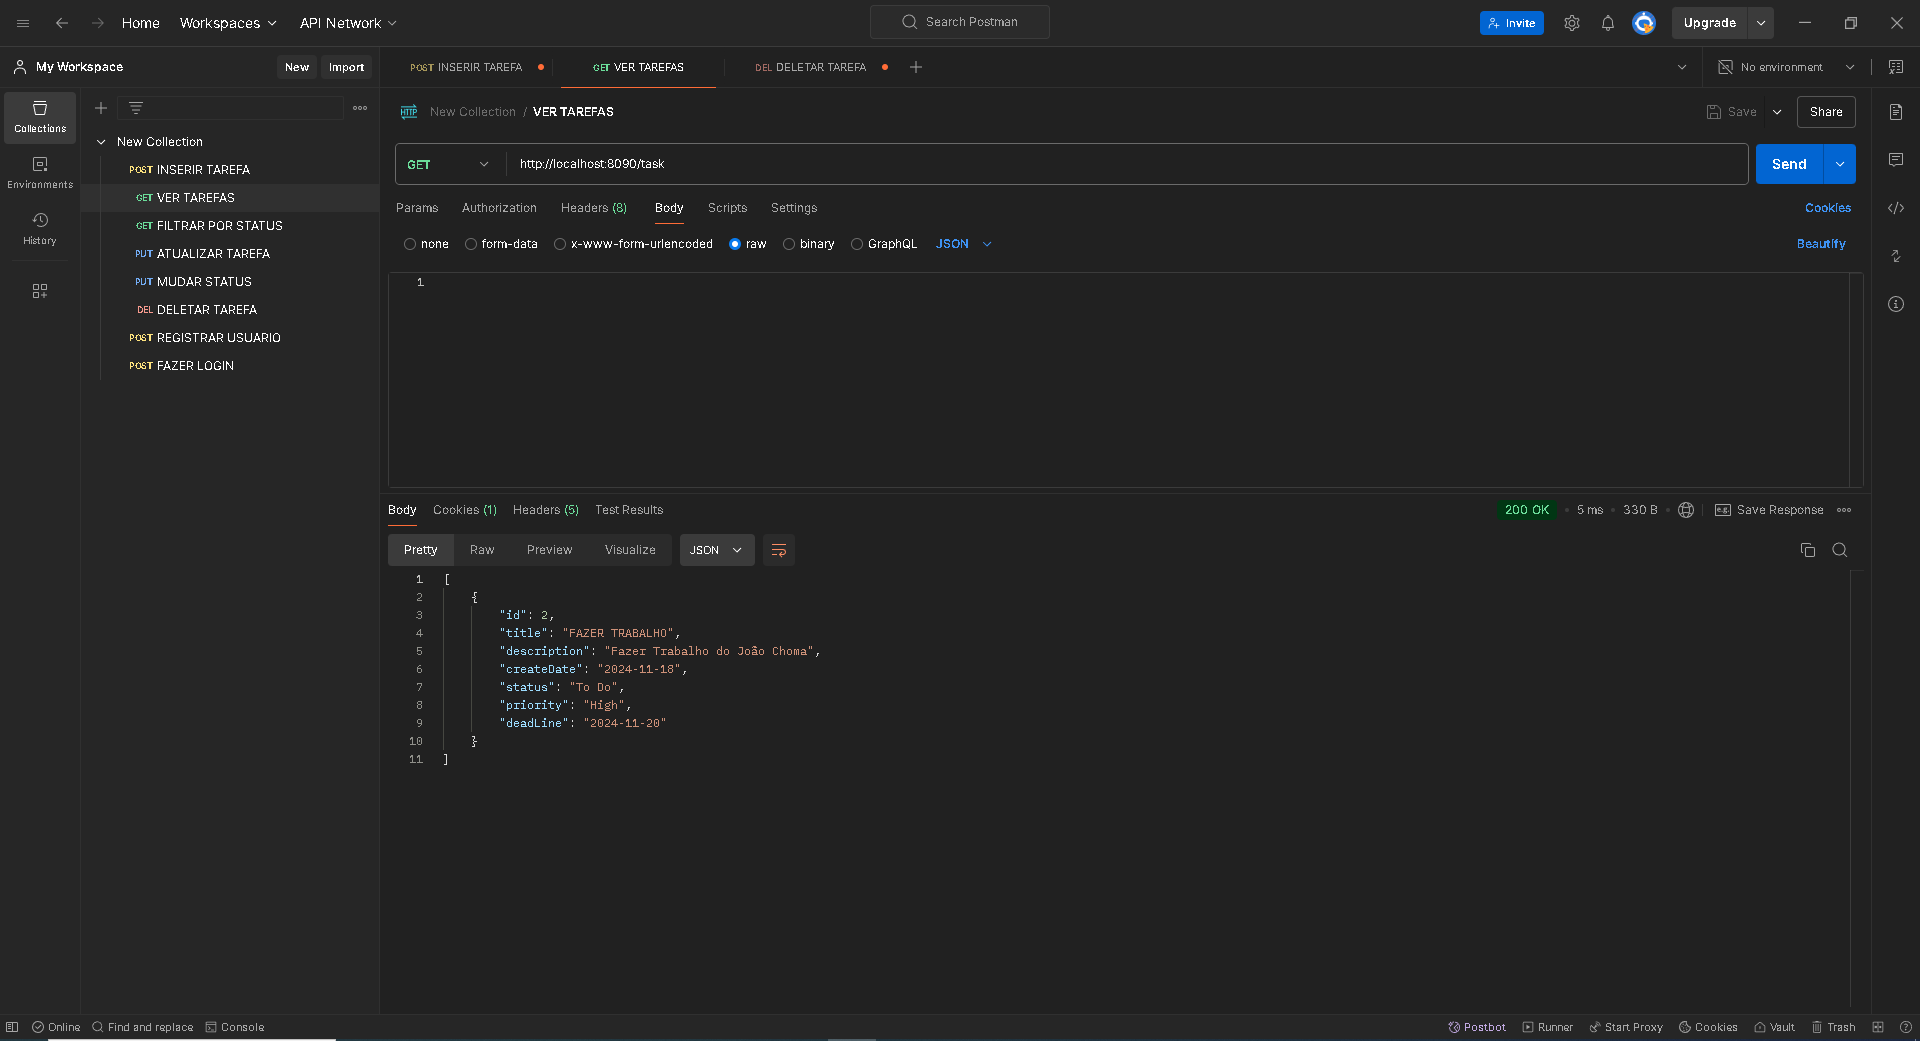 Home Workspaces API Network Search Postman Invite Upgrade
My Workspace New Import POST INSERIR TAREFA GET VER TAREFAS DEL DELETAR TAREFA No environment
Collections
Environments
History
New Collection
POST INSERIR TAREFA
GET VER TAREFAS
GET FILTRAR POR STATUS
PUT ATUALIZAR TAREFA
PUT MUDAR STATUS
DEL DELETAR TAREFA
POST REGISTRAR USUARIO
POST FAZER LOGIN
HTTP New Collection / VER TAREFAS Save Share
GET http://localhost:8090/task Send
Params Authorization Headers (8) Body Scripts Settings Cookies
none form-data x-www-form-urlencoded raw binary GraphQL JSON Beautify
1
Body Cookies (1) Headers (5) Test Results 200 OK • 5 ms • 330 B • e.g. Save Response
Pretty Raw Preview Visualize JSON
1 [
2 {
3 "id": 2,
4 "title": "FAZER TRABALHO",
5 "description": "Fazer Trabalho do João Choma",
6 "createDate": "2024-11-18",
7 "status": "To Do",
8 "priority": "High",
9 "deadLine": "2024-11-20"
10 }
11 ]
Online Find and replace Console Postbot Runner Start Proxy Cookies Vault Trash